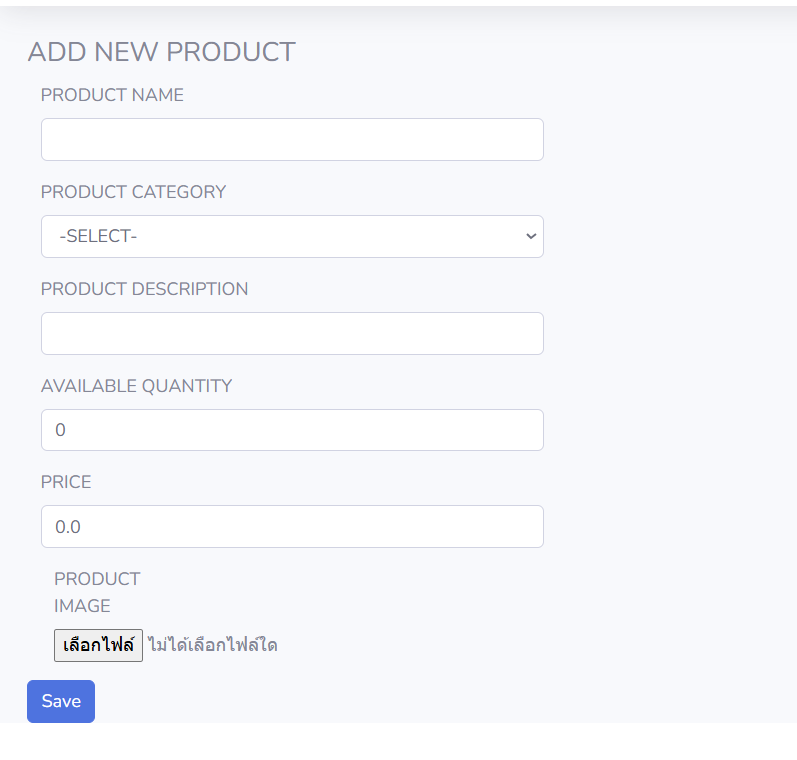 ADD NEW PRODUCT
PRODUCT NAME
PRODUCT CATEGORY
-SELECT-
PRODUCT DESCRIPTION
AVAILABLE QUANTITY
0
PRICE
0.0
PRODUCT
IMAGE
เลือกไฟล์ ไม่ได้เลือกไฟล์ใด
Save